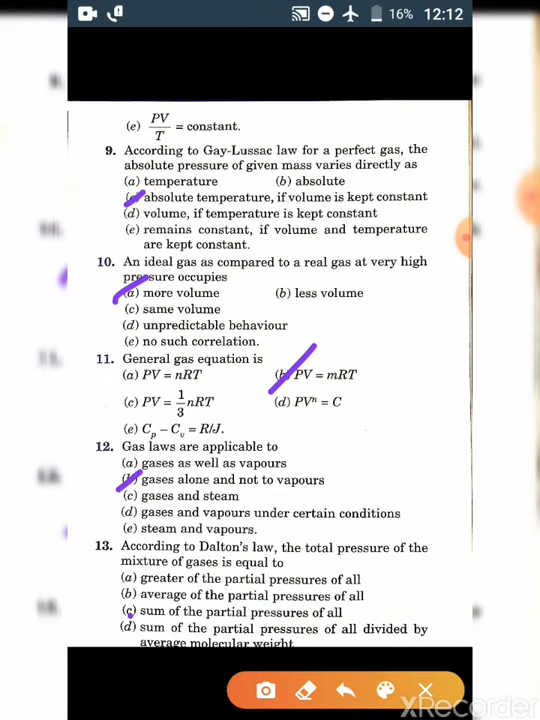 16% 12:12
(e) PV/T = constant.
9. According to Gay-Lussac law for a perfect gas, the
absolute pressure of given mass varies directly as
(a) temperature (b) absolute
(c) absolute temperature, if volume is kept constant
(d) volume, if temperature is kept constant
(e) remains constant, if volume and temperature
are kept constant.
10. An ideal gas as compared to a real gas at very high
pressure occupies
(a) more volume (b) less volume
(c) same volume
(d) unpredictable behaviour
(e) no such correlation.
11. General gas equation is
(a) PV = nRT (b) PV = mRT
(c) PV = 1/3 nRT (d) PVⁿ = C
(e) Cp – Cv = R/J.
12. Gas laws are applicable to
(a) gases as well as vapours
(b) gases alone and not to vapours
(c) gases and steam
(d) gases and vapours under certain conditions
(e) steam and vapours.
13. According to Dalton's law, the total pressure of the
mixture of gases is equal to
(a) greater of the partial pressures of all
(b) average of the partial pressures of all
(c) sum of the partial pressures of all
(d) sum of the partial pressures of all divided by
average molecular weight
XRecorder